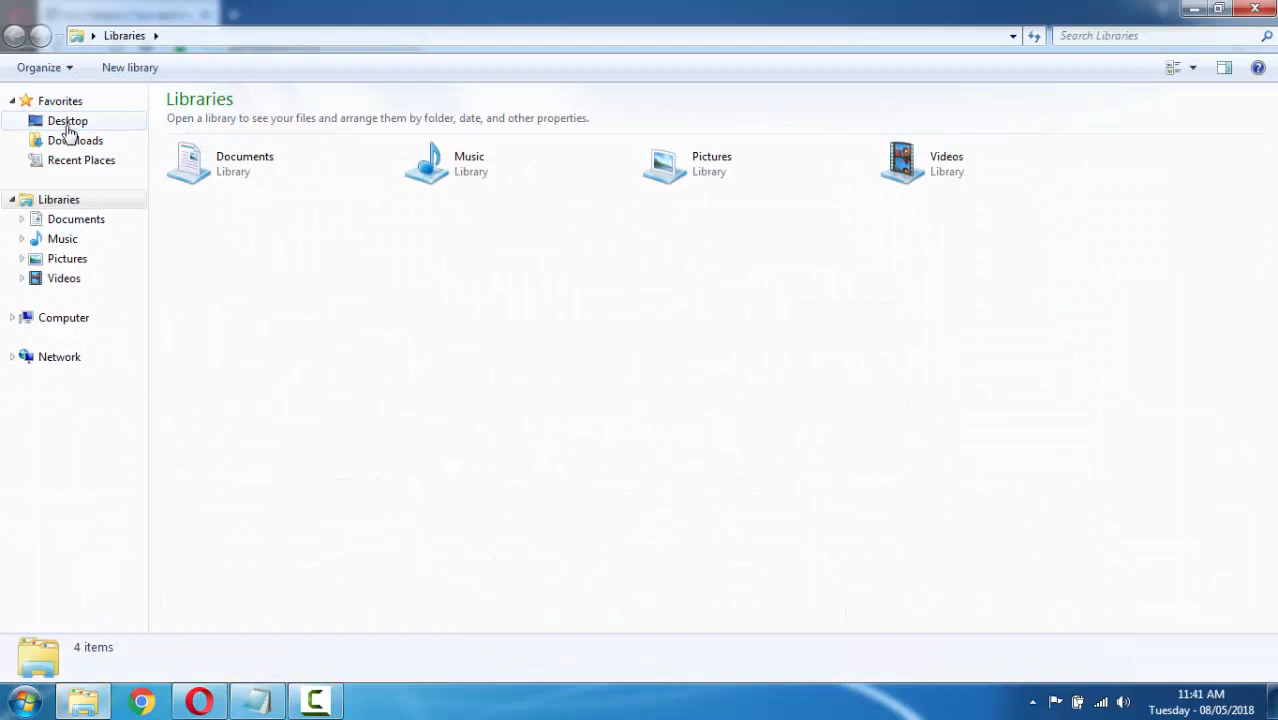 Libraries
Search Libraries
Organize
New library
Favorites
Desktop
Downloads
Recent Places
Libraries
Documents
Music
Pictures
Videos
Computer
Network
Libraries
Open a library to see your files and arrange them by folder, date, and other properties.
Documents
Library
Music
Library
Pictures
Library
Videos
Library
4 items
11:41 AM
Tuesday - 08/05/2018